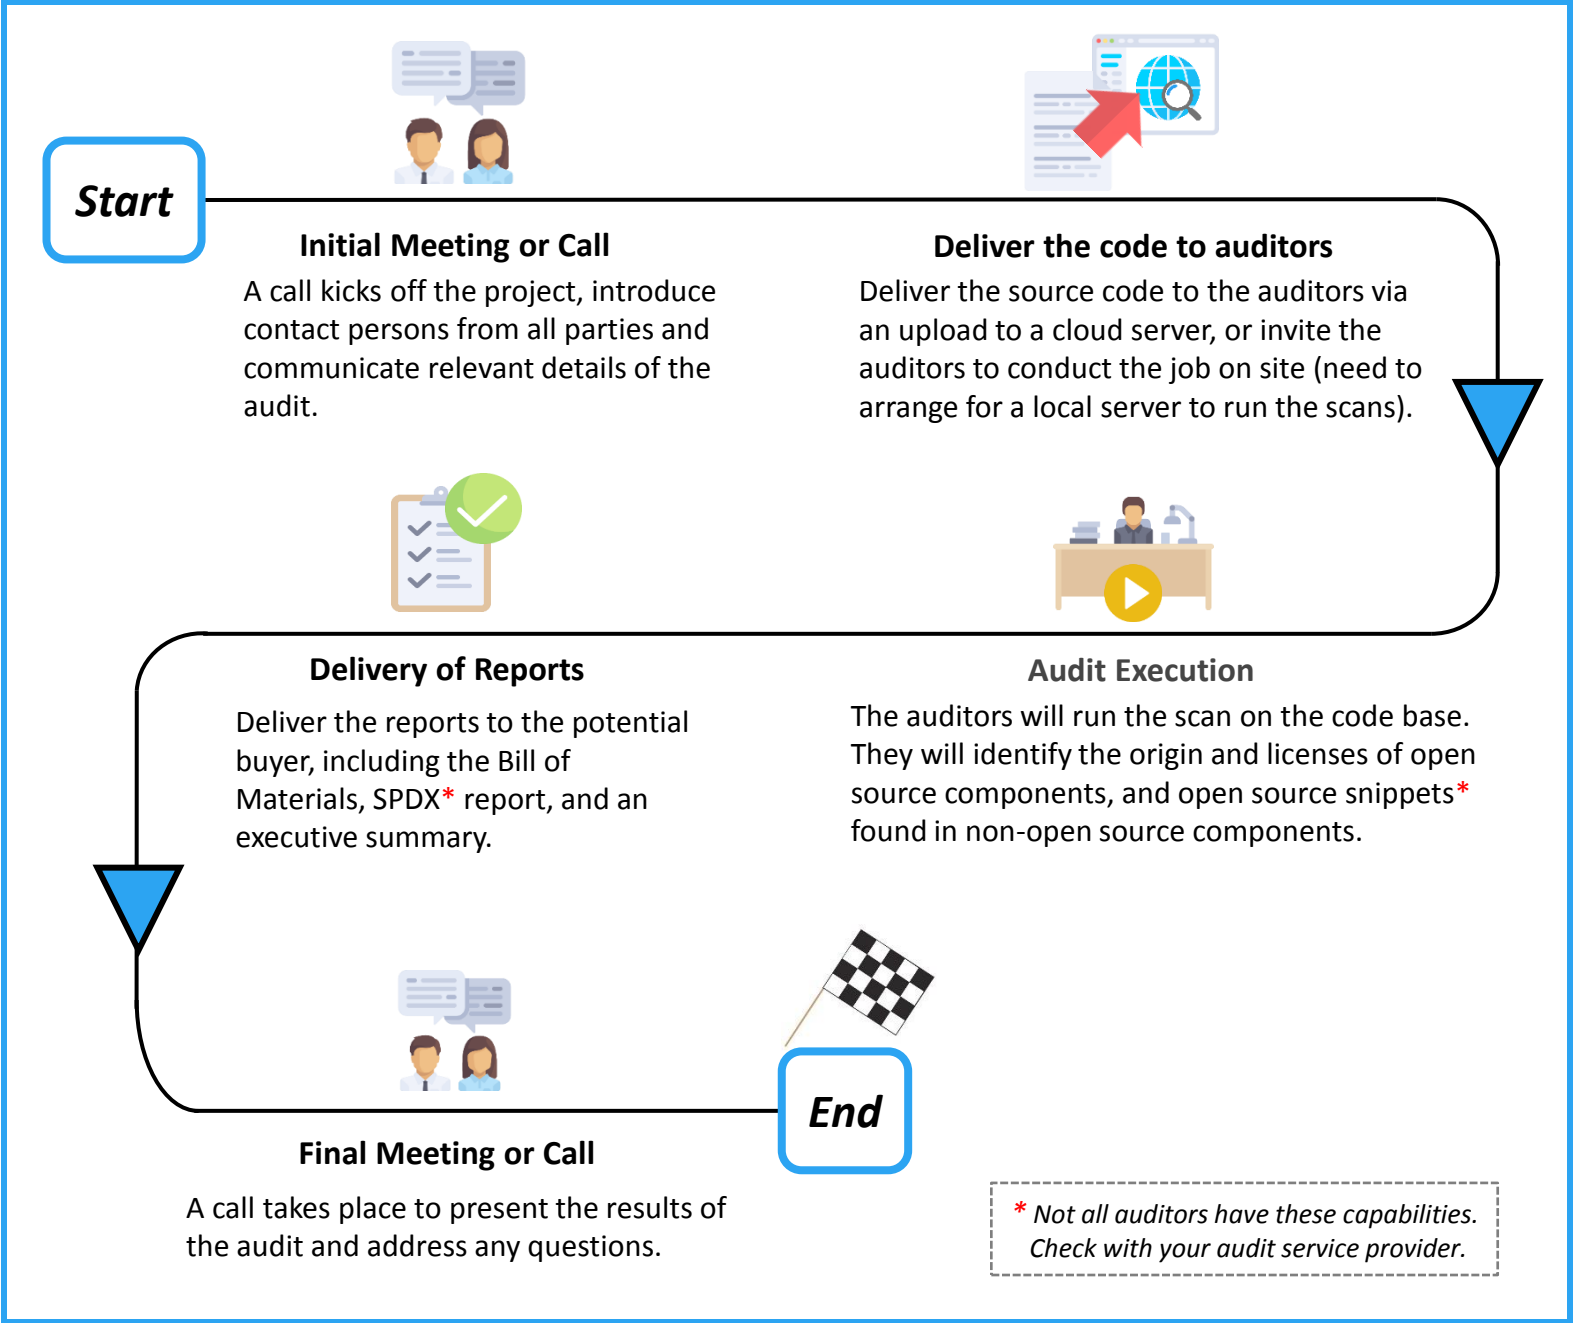 Start
Initial Meeting or Call
A call kicks off the project, introduce
contact persons from all parties and
communicate relevant details of the
audit.
Deliver the code to auditors
Deliver the source code to the auditors via
an upload to a cloud server, or invite the
auditors to conduct the job on site (need to
arrange for a local server to run the scans).
Audit Execution
The auditors will run the scan on the code base.
They will identify the origin and licenses of open
source components, and open source snippets*
found in non-open source components.
Delivery of Reports
Deliver the reports to the potential
buyer, including the Bill of
Materials, SPDX* report, and an
executive summary.
Final Meeting or Call
A call takes place to present the results of
the audit and address any questions.
End
* Not all auditors have these capabilities.
Check with your audit service provider.